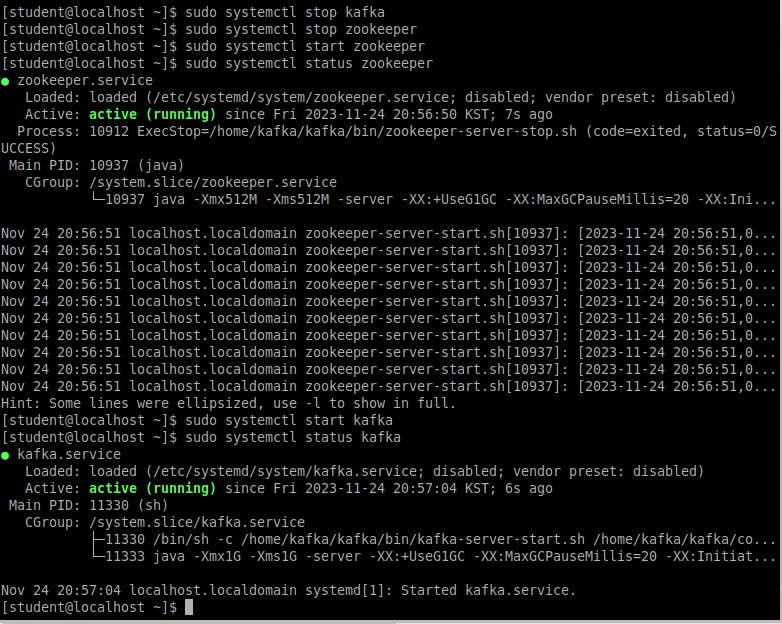 [student@localhost ~]$ sudo systemctl stop kafka
[student@localhost ~]$ sudo systemctl stop zookeeper
[student@localhost ~]$ sudo systemctl start zookeeper
[student@localhost ~]$ sudo systemctl status zookeeper
● zookeeper.service
   Loaded: loaded (/etc/systemd/system/zookeeper.service; disabled; vendor preset: disabled)
   Active: active (running) since Fri 2023-11-24 20:56:50 KST; 7s ago
  Process: 10912 ExecStop=/home/kafka/kafka/bin/zookeeper-server-stop.sh (code=exited, status=0/S
UCCESS)
 Main PID: 10937 (java)
   CGroup: /system.slice/zookeeper.service
           └─10937 java -Xmx512M -Xms512M -server -XX:+UseG1GC -XX:MaxGCPauseMillis=20 -XX:Ini...
Nov 24 20:56:51 localhost.localdomain zookeeper-server-start.sh[10937]: [2023-11-24 20:56:51,0...
Nov 24 20:56:51 localhost.localdomain zookeeper-server-start.sh[10937]: [2023-11-24 20:56:51,0...
Nov 24 20:56:51 localhost.localdomain zookeeper-server-start.sh[10937]: [2023-11-24 20:56:51,0...
Nov 24 20:56:51 localhost.localdomain zookeeper-server-start.sh[10937]: [2023-11-24 20:56:51,0...
Nov 24 20:56:51 localhost.localdomain zookeeper-server-start.sh[10937]: [2023-11-24 20:56:51,0...
Nov 24 20:56:51 localhost.localdomain zookeeper-server-start.sh[10937]: [2023-11-24 20:56:51,0...
Nov 24 20:56:51 localhost.localdomain zookeeper-server-start.sh[10937]: [2023-11-24 20:56:51,0...
Nov 24 20:56:51 localhost.localdomain zookeeper-server-start.sh[10937]: [2023-11-24 20:56:51,0...
Nov 24 20:56:51 localhost.localdomain zookeeper-server-start.sh[10937]: [2023-11-24 20:56:51,0...
Nov 24 20:56:51 localhost.localdomain zookeeper-server-start.sh[10937]: [2023-11-24 20:56:51,0...
Hint: Some lines were ellipsized, use -l to show in full.
[student@localhost ~]$ sudo systemctl start kafka
[student@localhost ~]$ sudo systemctl status kafka
● kafka.service
   Loaded: loaded (/etc/systemd/system/kafka.service; disabled; vendor preset: disabled)
   Active: active (running) since Fri 2023-11-24 20:57:04 KST; 6s ago
 Main PID: 11330 (sh)
   CGroup: /system.slice/kafka.service
           ├─11330 /bin/sh -c /home/kafka/kafka/bin/kafka-server-start.sh /home/kafka/kafka/co...
           └─11333 java -Xmx1G -Xms1G -server -XX:+UseG1GC -XX:MaxGCPauseMillis=20 -XX:Initiat...
Nov 24 20:57:04 localhost.localdomain systemd[1]: Started kafka.service.
[student@localhost ~]$